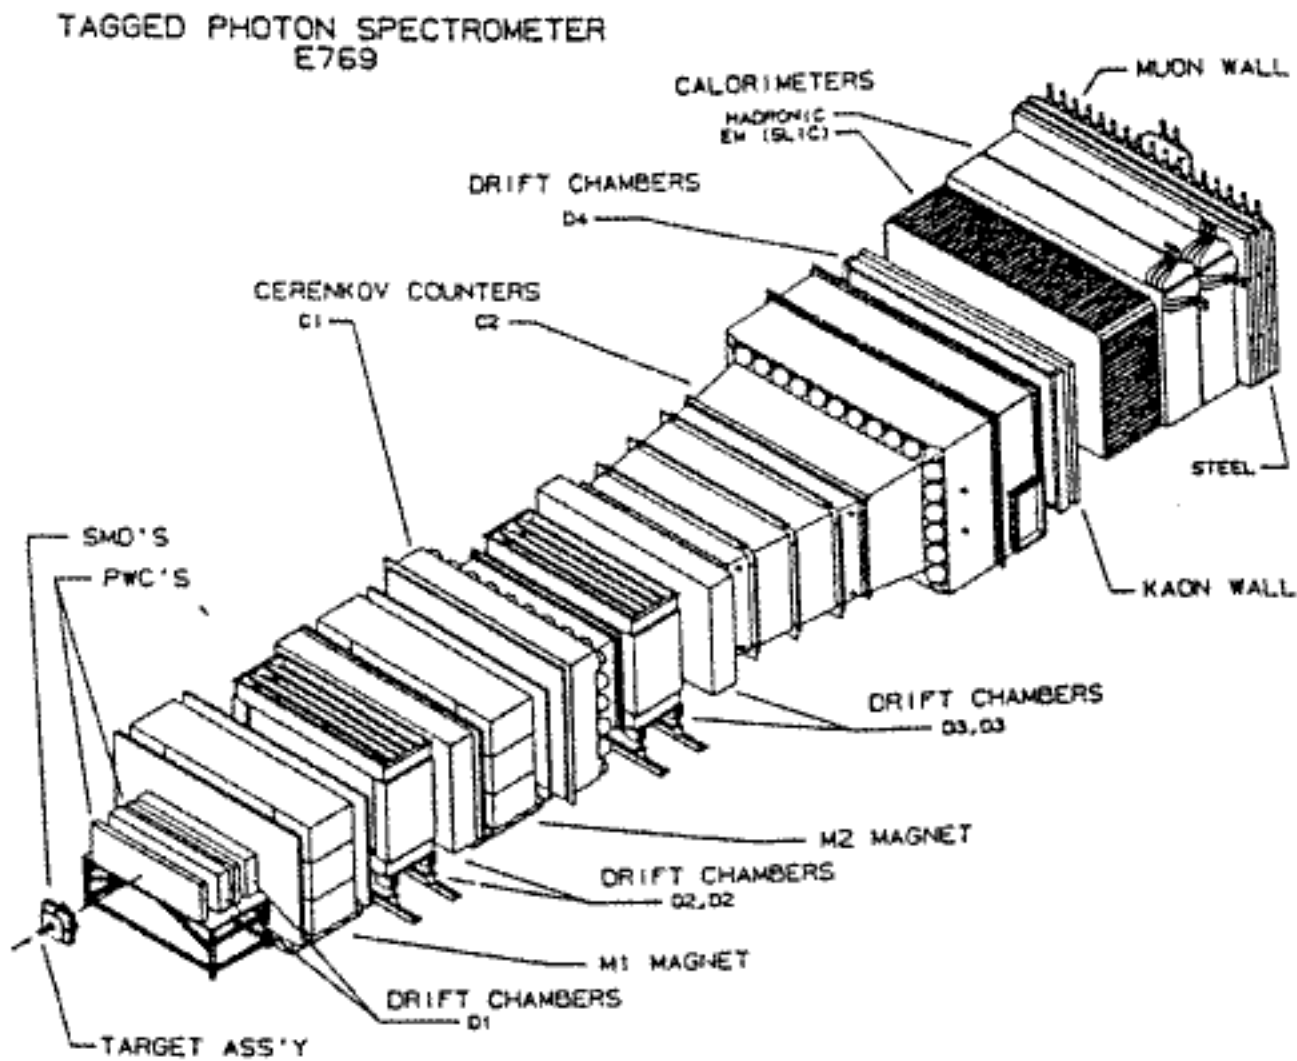 TAGGED PHOTON SPECTROMETER
E769
MUON WALL
CALORIMETERS
HADRONIC
EM (SLIC)
DRIFT CHAMBERS
D4
CERENKOV COUNTERS
C1
C2
STEEL
SMD'S
PWC'S
KAON WALL
DRIFT CHAMBERS
D3,D3
M2 MAGNET
DRIFT CHAMBERS
D2,D2
M1 MAGNET
DRIFT CHAMBERS
D1
TARGET ASS'Y